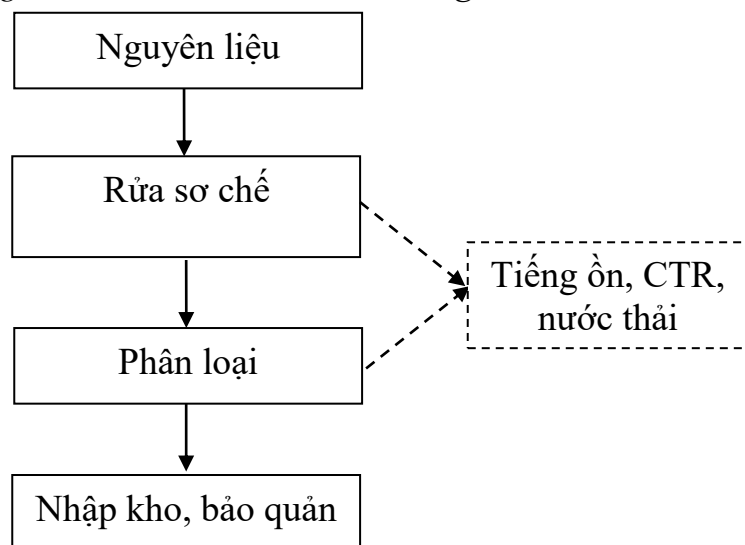 Nguyên liệu
Rửa sơ chế
Tiếng ồn, CTR,
nước thải
Phân loại
Nhập kho, bảo quản